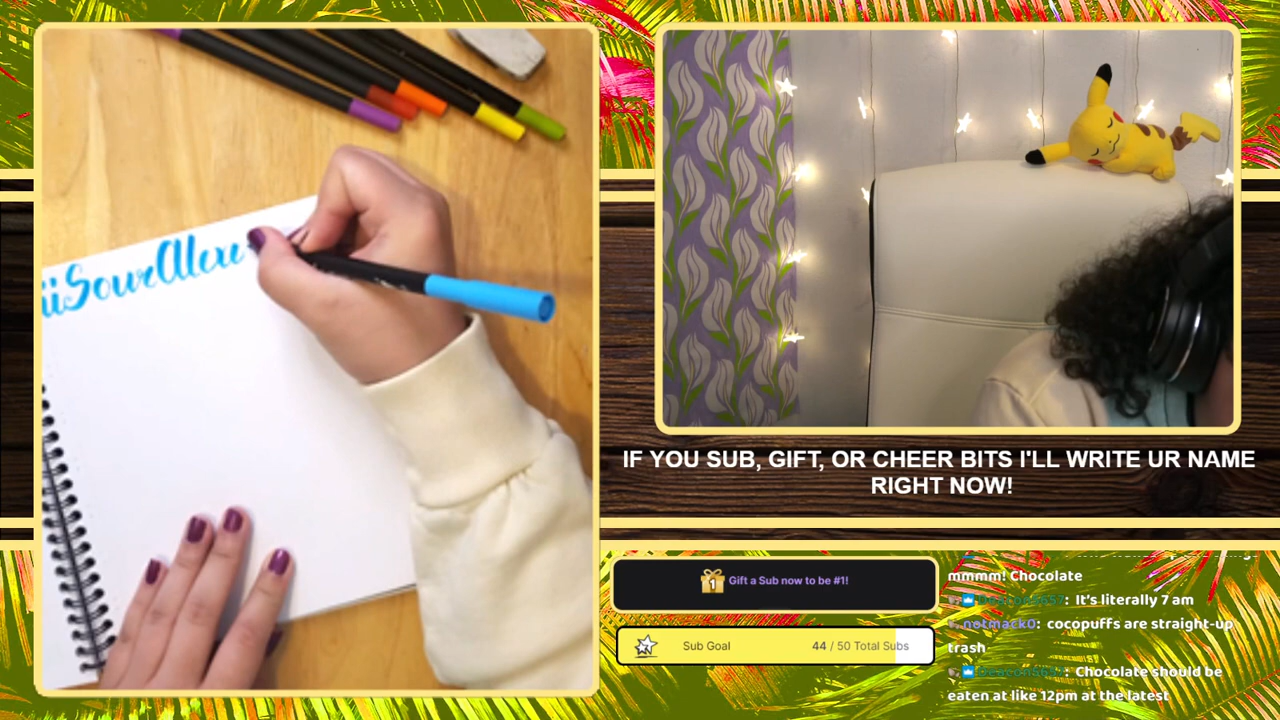 iiSourAlex
IF YOU SUB, GIFT, OR CHEER BITS I'LL WRITE UR NAME
RIGHT NOW!
1 Gift a Sub now to be #1!
Sub Goal 44 / 50 Total Subs
mmmm! Chocolate
: It's literally 7 am
notmack0: cocopuffs are straight-up
trash
: Chocolate should be
eaten at like 12pm at the latest